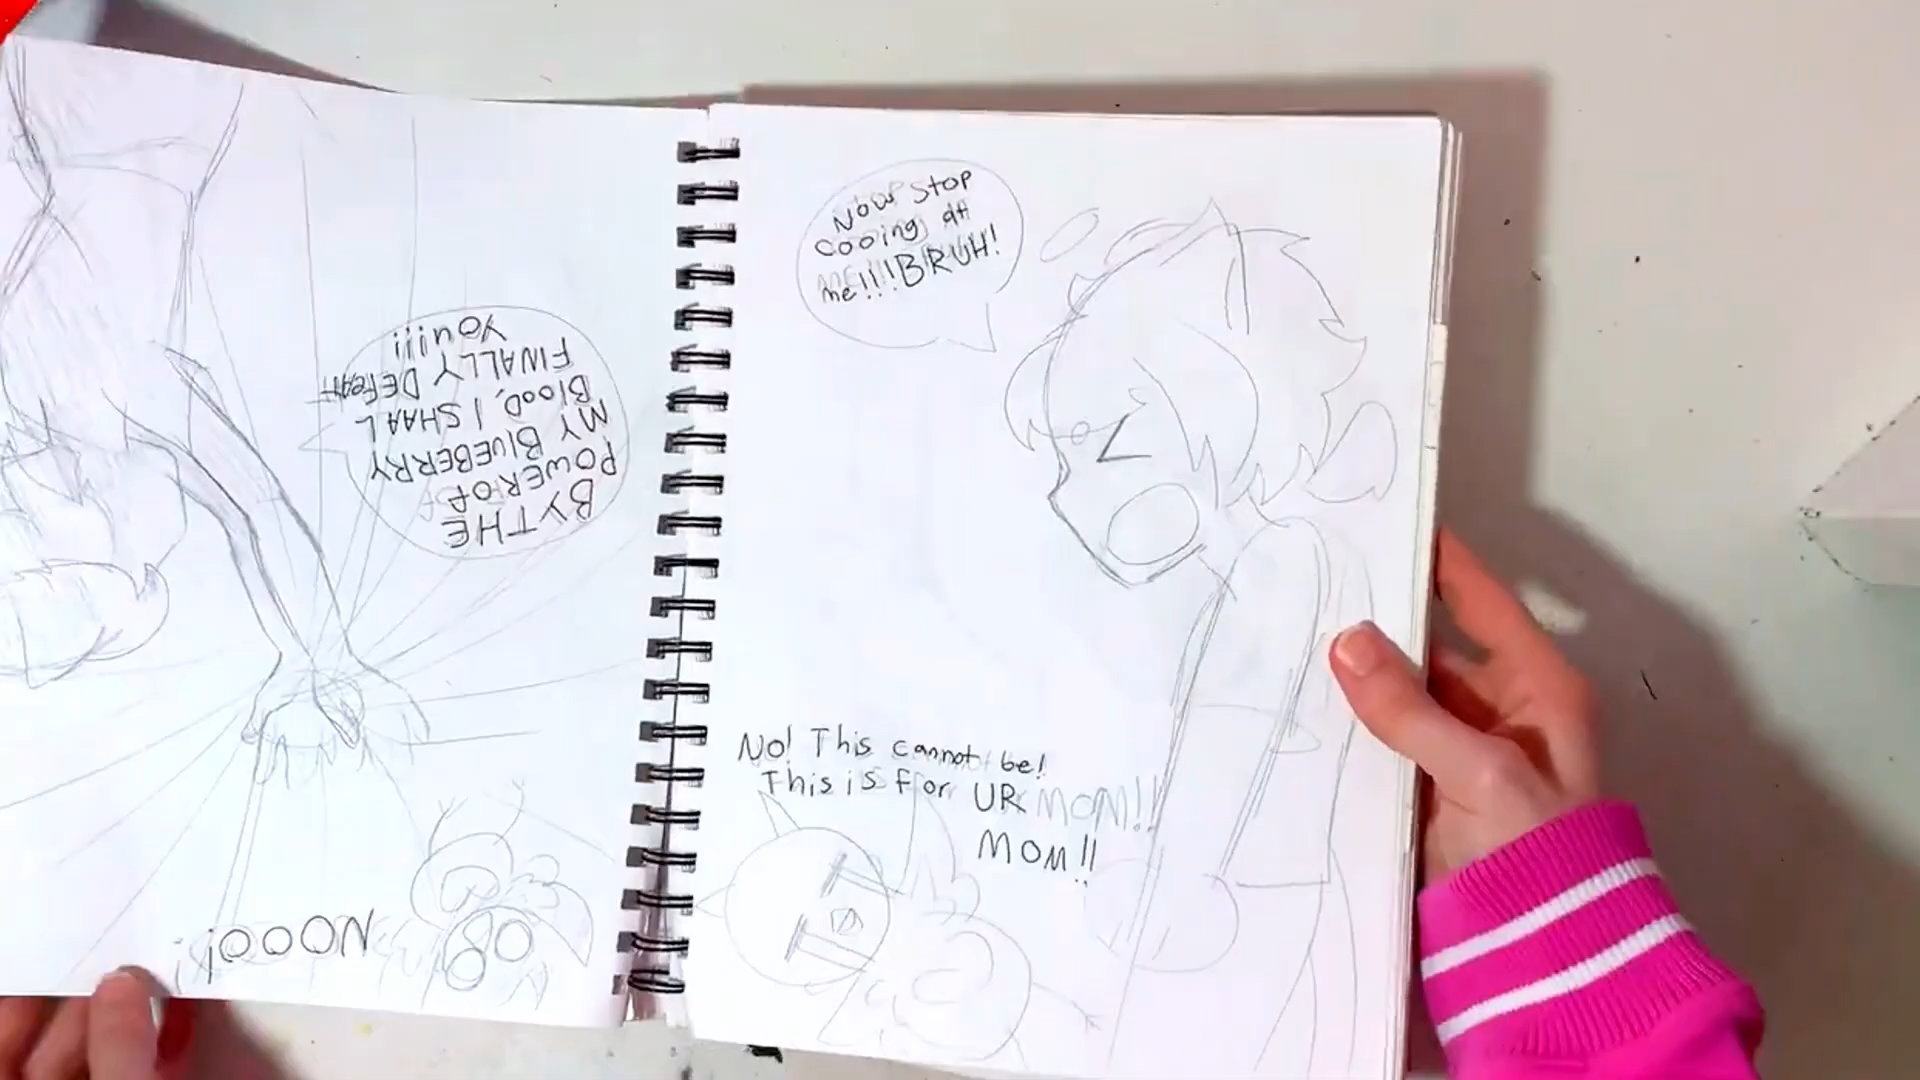 BY THE
POWER OF
MY BLUEBERRY
BlooD, I SHAAL
FINALLY DEFeAt
You!!!
NOOO!!
Now Stop
cooing at
me!!!BRUH!
No! This cannot be!
This is for UR MOM!!
MOM!!